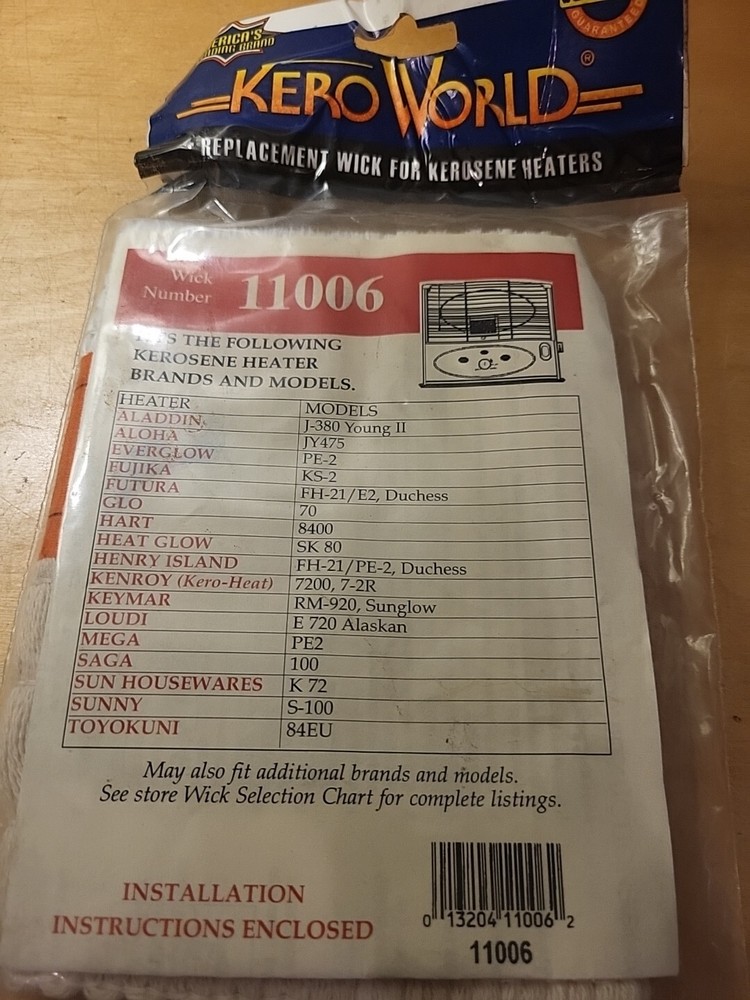 GUARANTEED
KERO WORLD ®
REPLACEMENT WICK FOR KEROSENE HEATERS
Wick
Number 11006
THE FOLLOWING
KEROSENE HEATER
BRANDS AND MODELS.
HEATER MODELS
ALADDIN J-380 Young II
ALOHA JY475
EVERGLOW PE-2
FUJIKA KS-2
FUTURA FH-21/E2, Duchess
GLO 70
HART 8400
HEAT GLOW SK 80
HENRY ISLAND FH-21/PE-2, Duchess
KENROY (Kero-Heat) 7200, 7-2R
KEYMAR RM-920, Sunglow
LOUDI E 720 Alaskan
MEGA PE2
SAGA 100
SUN HOUSEWARES K 72
SUNNY S-100
TOYOKUNI 84EU
May also fit additional brands and models.
See store Wick Selection Chart for complete listings.
INSTALLATION
INSTRUCTIONS ENCLOSED
0 13204 11006 2
11006